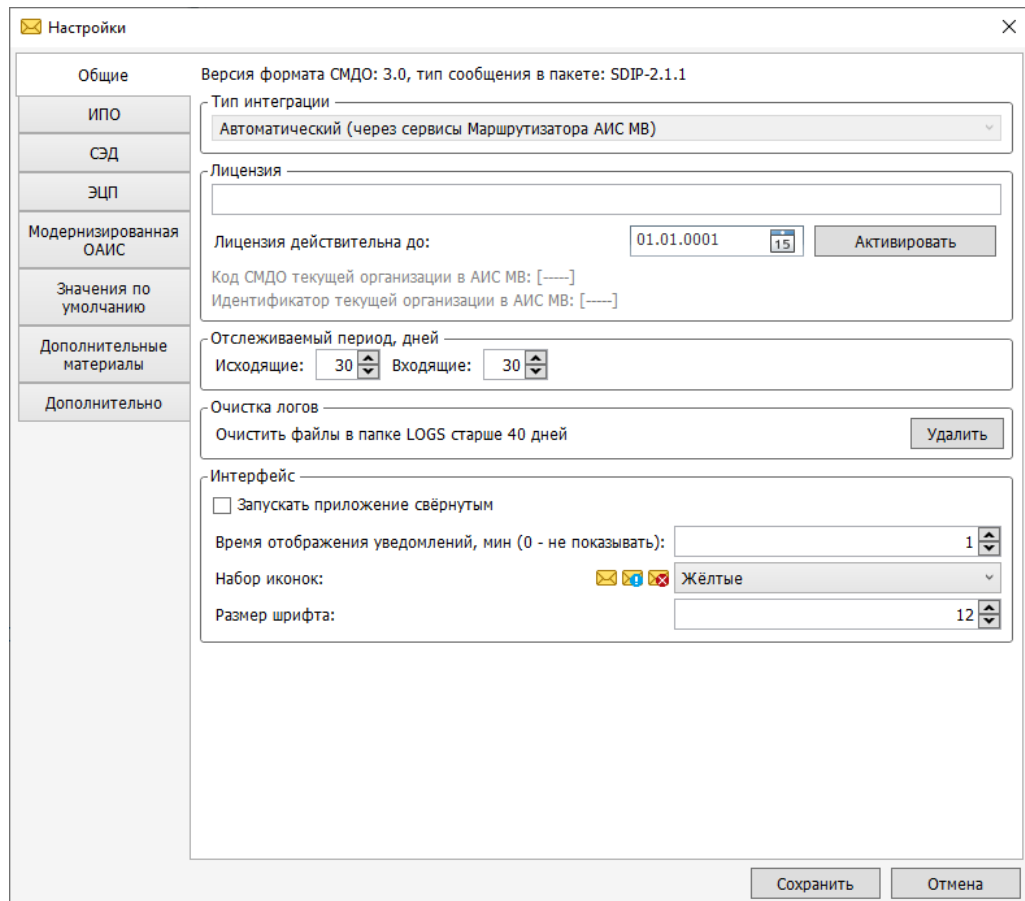 Настройки
Общие
ИПО
СЭД
ЭЦП
Модернизированная
ОАИС
Значения по
умолчанию
Дополнительные
материалы
Дополнительно
Версия формата СМДО: 3.0, тип сообщения в пакете: SDIP-2.1.1
Тип интеграции
Автоматический (через сервисы Маршрутизатора АИС МВ)
Лицензия
Лицензия действительна до: 01.01.0001 15 Активировать
Код СМДО текущей организации в АИС МВ: [-----]
Идентификатор текущей организации в АИС МВ: [-----]
Отслеживаемый период, дней
Исходящие: 30 Входящие: 30
Очистка логов
Очистить файлы в папке LOGS старше 40 дней Удалить
Интерфейс
Запускать приложение свёрнутым
Время отображения уведомлений, мин (0 - не показывать): 1
Набор иконок: Жёлтые
Размер шрифта: 12
Сохранить Отмена